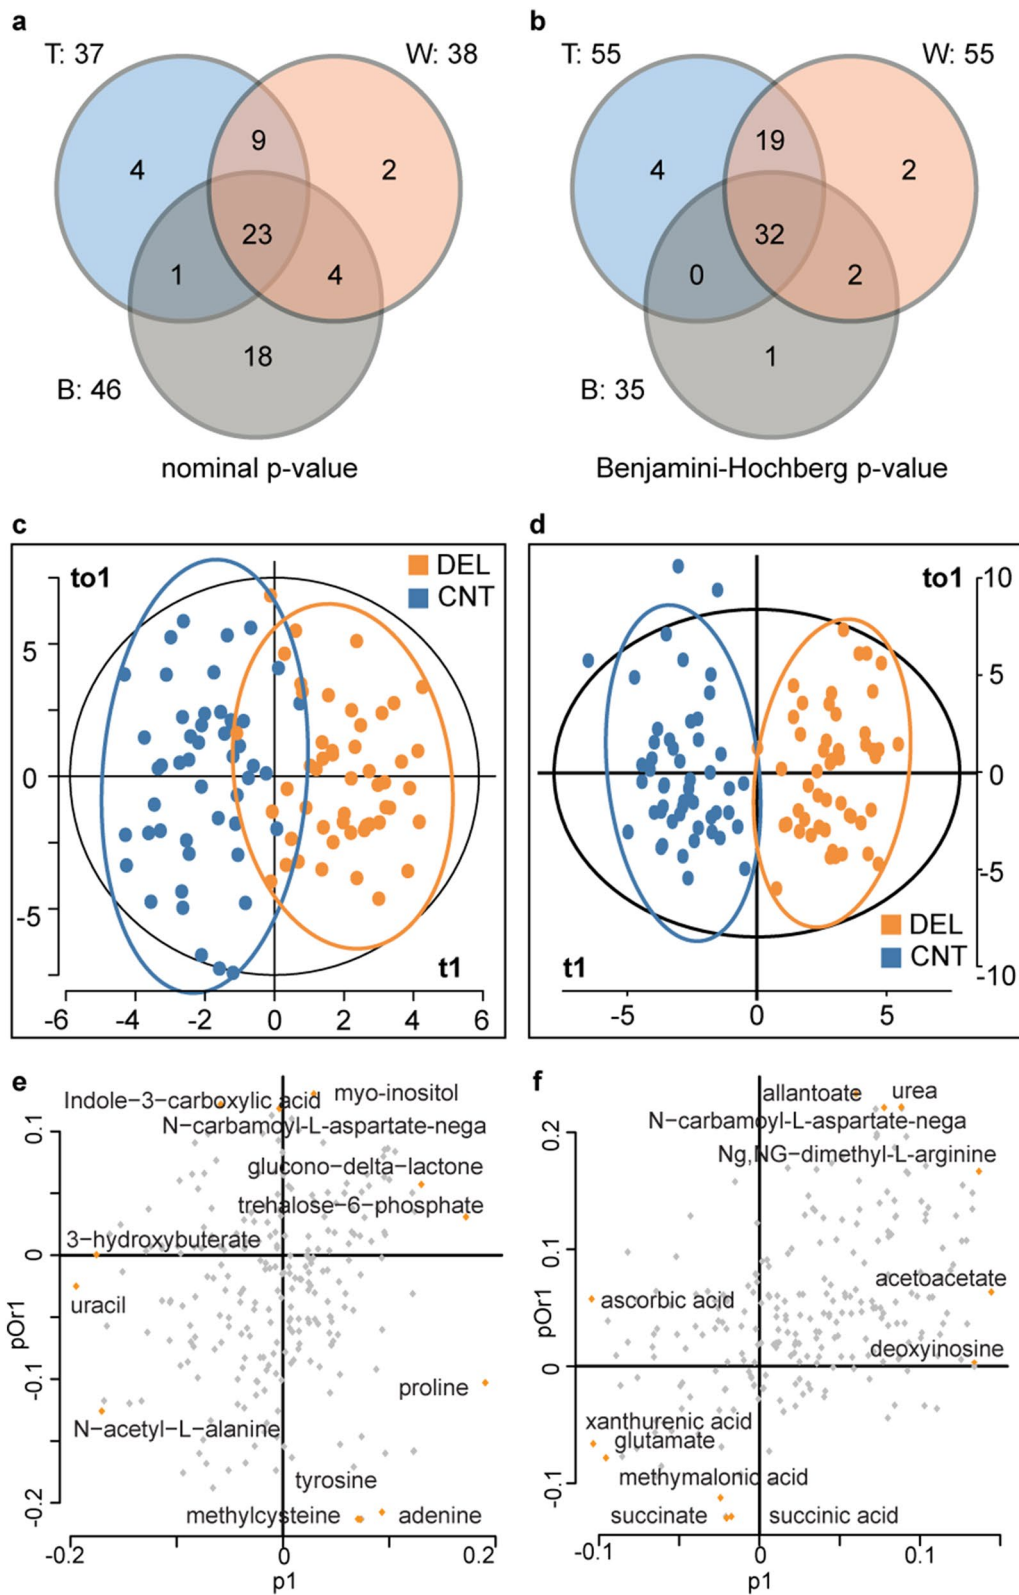 a
T: 37
W: 38
4
9
2
23
1
4
18
B: 46
nominal p-value
b
T: 55
W: 55
4
19
2
32
0
2
1
B: 35
Benjamini-Hochberg p-value
c
to1
DEL
CNT
5
0
-5
t1
-6 -4 -2 0 2 4 6
d
to1
10
5
0
-5
-10
DEL
CNT
t1
-5 0 5
e
Indole−3−carboxylic acid
myo-inositol
N−carbamoyl-L-aspartate-nega
glucono−delta−lactone
trehalose−6−phosphate
3−hydroxybuterate
uracil
proline
N−acetyl−L−alanine
tyrosine
methylcysteine
adenine
0.1
0
-0.1
-0.2
pOr1
-0.2 0 0.2
p1
f
allantoate
urea
N−carbamoyl-L-aspartate-nega
Ng,NG−dimethyl-L-arginine
acetoacetate
ascorbic acid
deoxyinosine
xanthurenic acid
glutamate
methymalonic acid
succinate
succinic acid
0.2
0.1
0
-0.1
pOr1
-0.1 0 0.1
p1